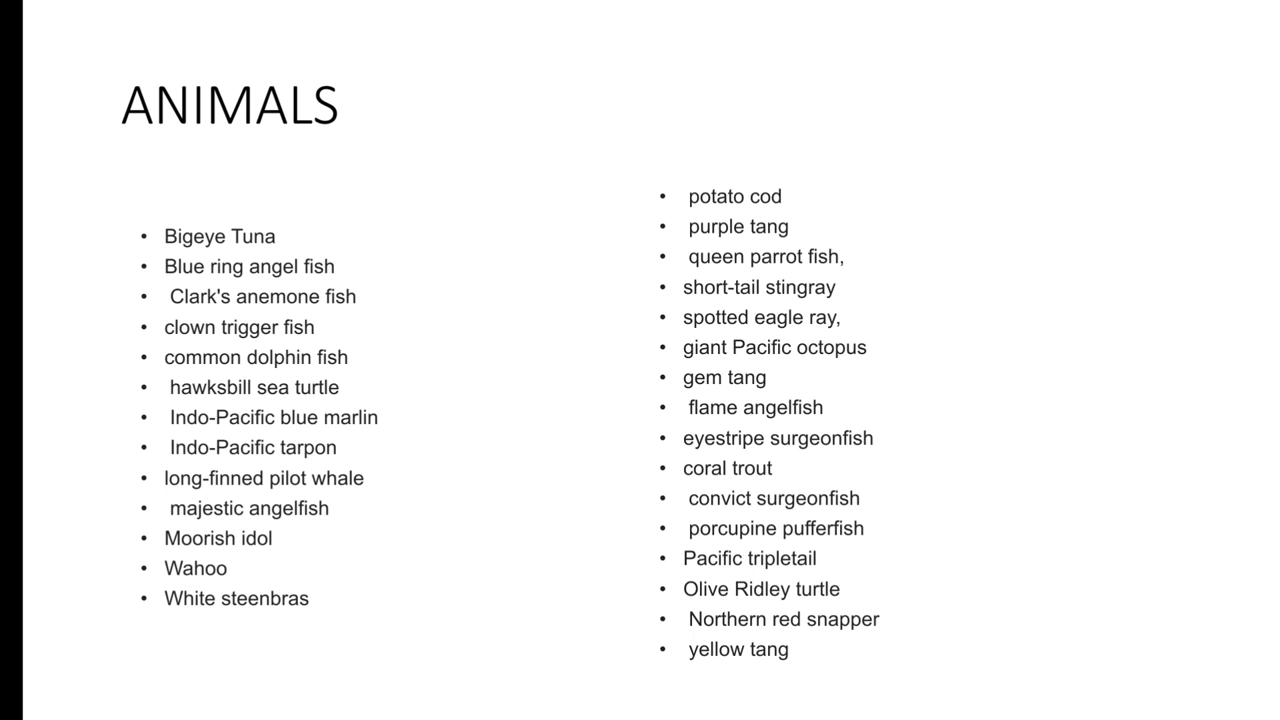 ANIMALS
• Bigeye Tuna
• Blue ring angel fish
• Clark's anemone fish
• clown trigger fish
• common dolphin fish
• hawksbill sea turtle
• Indo-Pacific blue marlin
• Indo-Pacific tarpon
• long-finned pilot whale
• majestic angelfish
• Moorish idol
• Wahoo
• White steenbras
• potato cod
• purple tang
• queen parrot fish,
• short-tail stingray
• spotted eagle ray,
• giant Pacific octopus
• gem tang
• flame angelfish
• eyestripe surgeonfish
• coral trout
• convict surgeonfish
• porcupine pufferfish
• Pacific tripletail
• Olive Ridley turtle
• Northern red snapper
• yellow tang